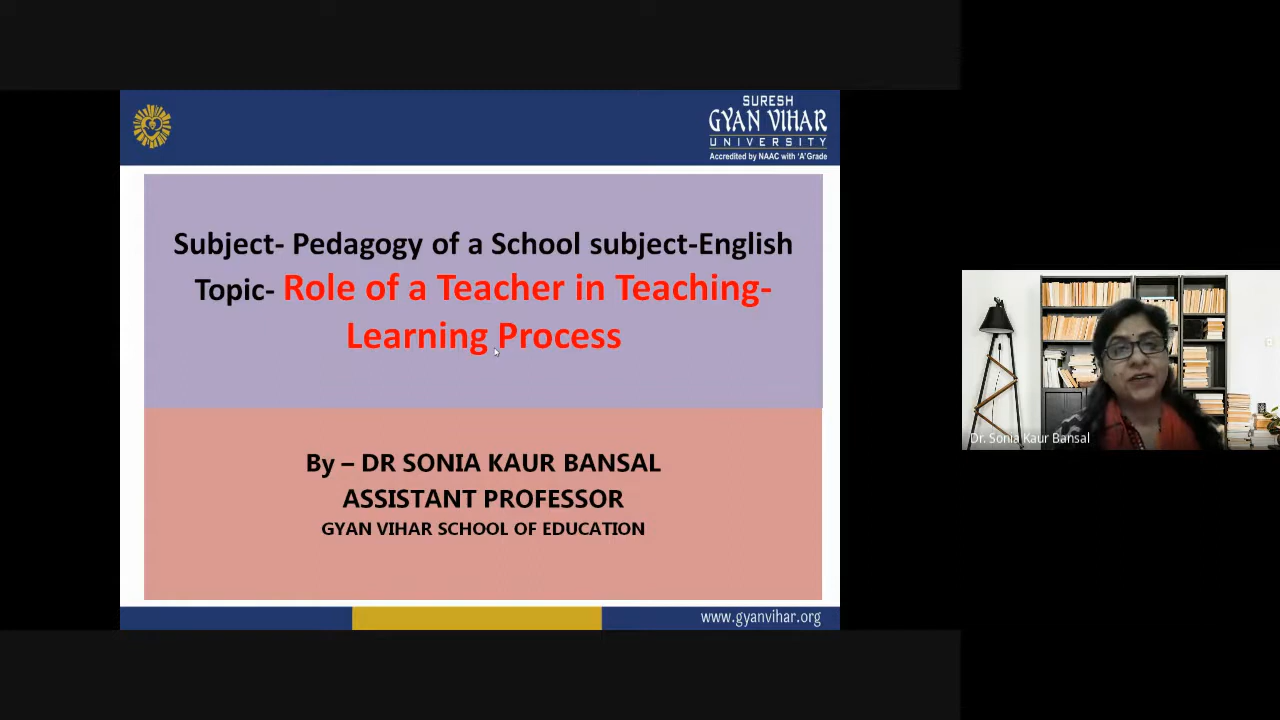 SURESH
GYAN VIHAR
UNIVERSITY
Accredited by NAAC with 'A' Grade
Subject- Pedagogy of a School subject-English
Topic- Role of a Teacher in Teaching-
Learning Process
By – DR SONIA KAUR BANSAL
ASSISTANT PROFESSOR
GYAN VIHAR SCHOOL OF EDUCATION
www.gyanvihar.org
Dr. Sonia Kaur Bansal